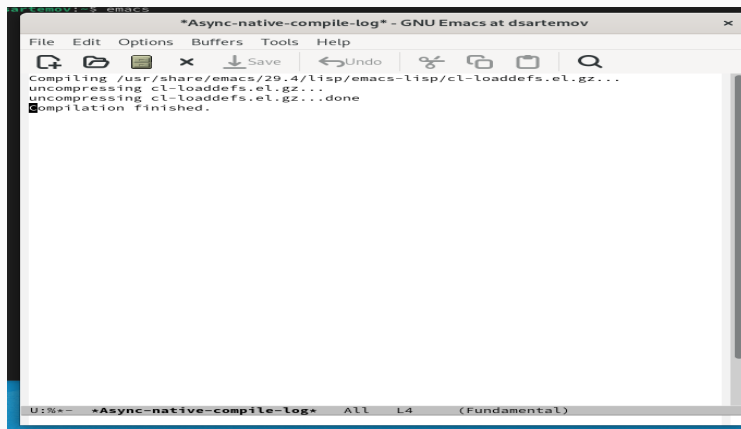 artemov:~$ emacs
*Async-native-compile-log* - GNU Emacs at dsartemov
File Edit Options Buffers Tools Help
Save Undo
Compiling /usr/share/emacs/29.4/lisp/emacs-lisp/cl-loaddefs.el.gz...
uncompressing cl-loaddefs.el.gz...
uncompressing cl-loaddefs.el.gz...done
Compilation finished.
U:%*- *Async-native-compile-log* All L4 (Fundamental)